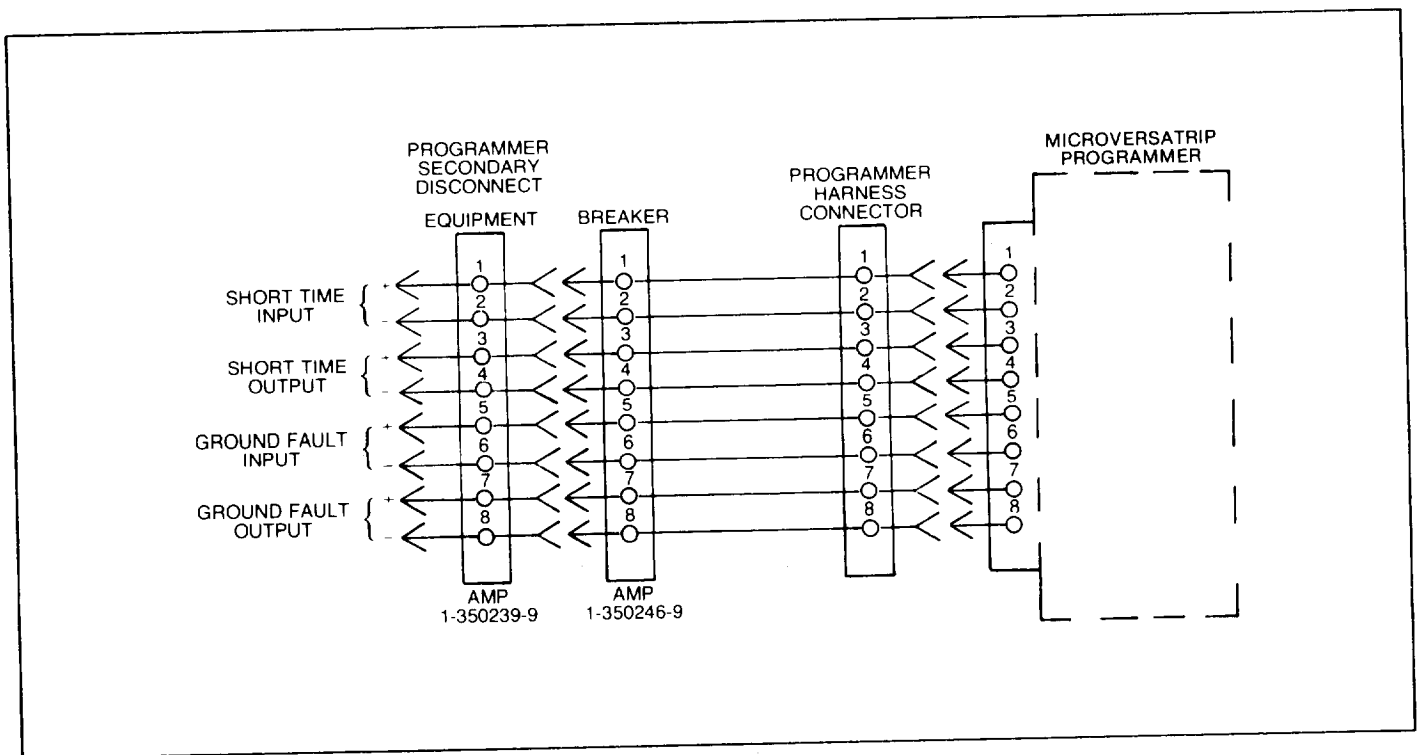 PROGRAMMER
SECONDARY
DISCONNECT
EQUIPMENT
BREAKER
PROGRAMMER
HARNESS
CONNECTOR
MICROVERSATRIP
PROGRAMMER
SHORT TIME
INPUT
+
−
SHORT TIME
OUTPUT
+
−
GROUND FAULT
INPUT
+
−
GROUND FAULT
OUTPUT
+
−
1
2
3
4
5
6
7
8
1
2
3
4
5
6
7
8
1
2
3
4
5
6
7
8
1
2
3
4
5
6
7
8
AMP
1-350239-9
AMP
1-350246-9